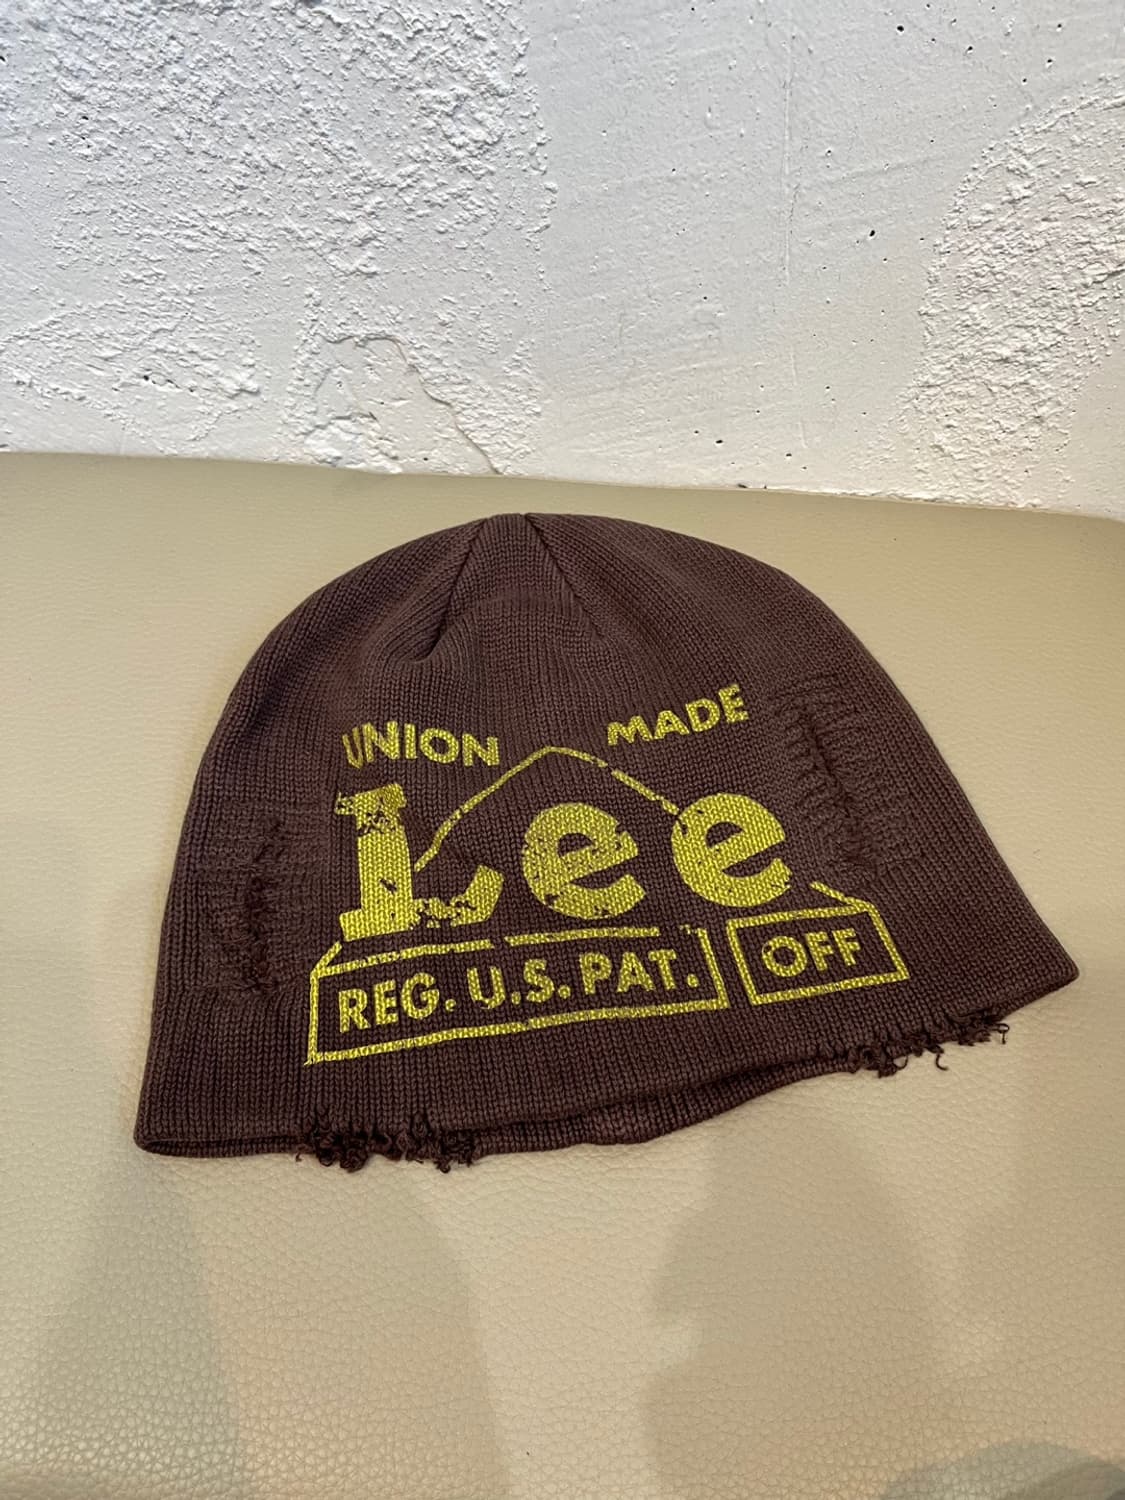 UNION MADE
Lee
REG. U.S. PAT. OFF